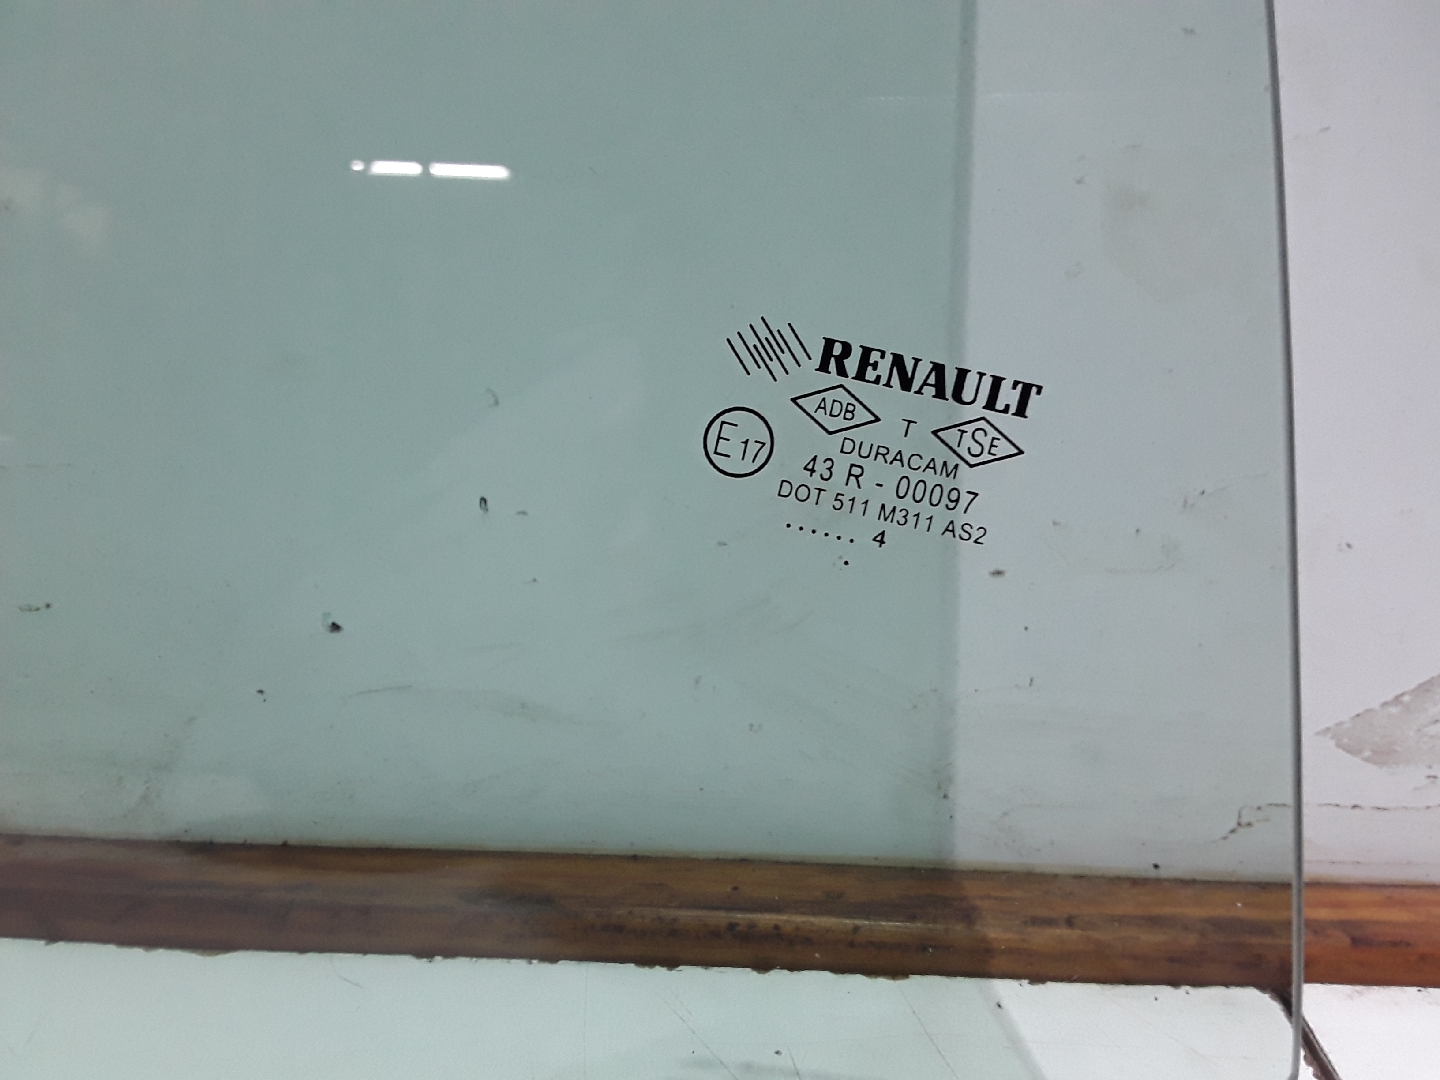 RENAULT
ADB T TSE
E17
DURACAM
43 R - 00097
DOT 511 M311 AS2
...... 4
.